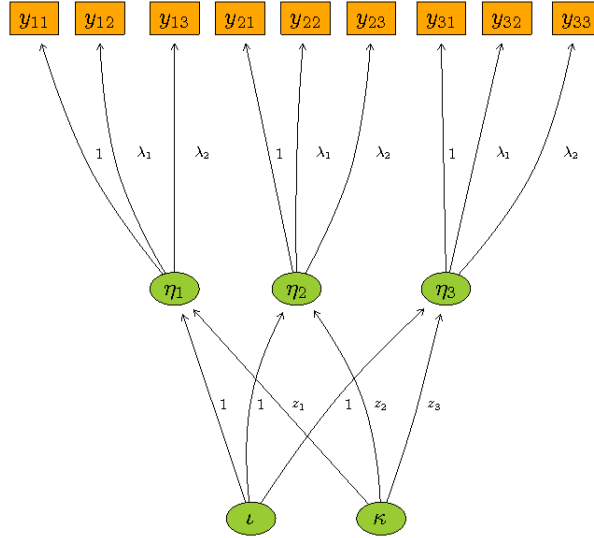 y₁₁ y₁₂ y₁₃ y₂₁ y₂₂ y₂₃ y₃₁ y₃₂ y₃₃
1 λ₁ λ₂ 1 λ₁ λ₂ 1 λ₁ λ₂
η₁ η₂ η₃
1 1 z₁ 1 z₂ z₃
ι κ